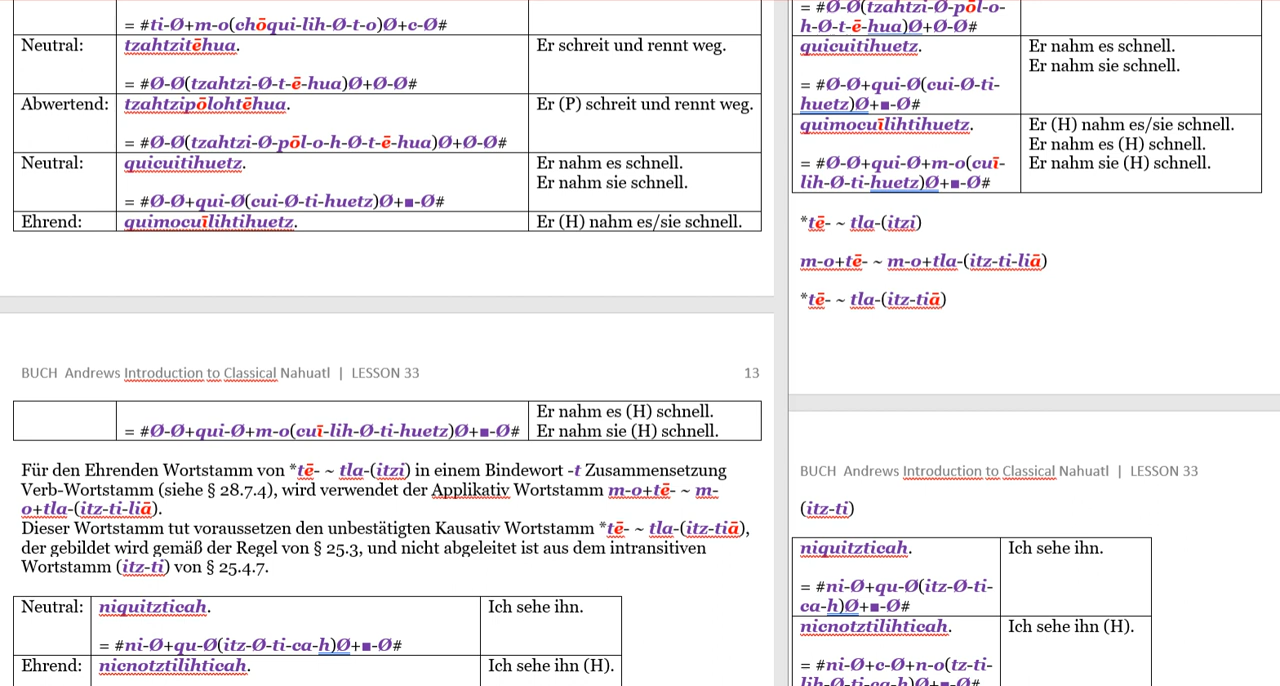 = #ti-Ø+m-o(chōqui-lih-Ø-t-o)Ø+c-Ø#
Neutral: tzahtzitēhua. Er schreit und rennt weg.
= #Ø-Ø(tzahtzi-Ø-t-ē-hua)Ø+Ø-Ø#
Abwertend: tzahtzipōlohtēhua. Er (P) schreit und rennt weg.
= #Ø-Ø(tzahtzi-Ø-pōl-o-h-Ø-t-ē-hua)Ø+Ø-Ø#
Neutral: quicuitihuetz. Er nahm es schnell.
Er nahm sie schnell.
= #Ø-Ø+qui-Ø(cui-Ø-ti-huetz)Ø+■-Ø#
Ehrend: quimocuīlihtihuetz. Er (H) nahm es/sie schnell.
BUCH Andrews Introduction to Classical Nahuatl | LESSON 33 13
Er nahm es (H) schnell.
= #Ø-Ø+qui-Ø+m-o(cuī-lih-Ø-ti-huetz)Ø+■-Ø# Er nahm sie (H) schnell.
Für den Ehrenden Wortstamm von *tē- ~ tla-(itzi) in einem Bindewort -t Zusammensetzung
Verb-Wortstamm (siehe § 28.7.4), wird verwendet der Applikativ Wortstamm m-o+tē- ~ m-
o+tla-(itz-ti-liā).
Dieser Wortstamm tut voraussetzen den unbestätigten Kausativ Wortstamm *tē- ~ tla-(itz-tiā),
der gebildet wird gemäß der Regel von § 25.3, und nicht abgeleitet ist aus dem intransitiven
Wortstamm (itz-ti) von § 25.4.7.
Neutral: niquitzticah. Ich sehe ihn.
= #ni-Ø+qu-Ø(itz-Ø-ti-ca-h)Ø+■-Ø#
Ehrend: nicnotztilihticah. Ich sehe ihn (H).
= #Ø-Ø(tzahtzi-Ø-pōl-o-
h-Ø-t-ē-hua)Ø+Ø-Ø#
quicuitihuetz. Er nahm es schnell.
Er nahm sie schnell.
= #Ø-Ø+qui-Ø(cui-Ø-ti-
huetz)Ø+■-Ø#
quimocuīlihtihuetz. Er (H) nahm es/sie schnell.
Er nahm es (H) schnell.
= #Ø-Ø+qui-Ø+m-o(cuī- Er nahm sie (H) schnell.
lih-Ø-ti-huetz)Ø+■-Ø#
*tē- ~ tla-(itzi)
m-o+tē- ~ m-o+tla-(itz-ti-liā)
*tē- ~ tla-(itz-tiā)
BUCH Andrews Introduction to Classical Nahuatl | LESSON 33
(itz-ti)
niquitzticah. Ich sehe ihn.
= #ni-Ø+qu-Ø(itz-Ø-ti-
ca-h)Ø+■-Ø#
nicnotztilihticah. Ich sehe ihn (H).
= #ni-Ø+c-Ø+n-o(tz-ti-
lih-Ø-ti-ca-h)Ø+■-Ø#